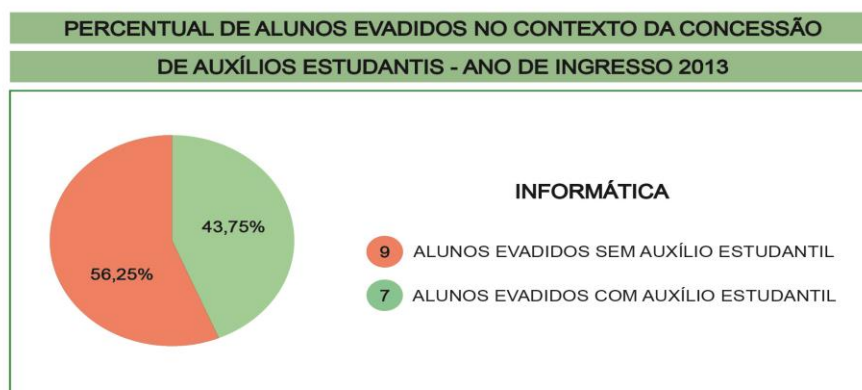 PERCENTUAL DE ALUNOS EVADIDOS NO CONTEXTO DA CONCESSÃO
DE AUXÍLIOS ESTUDANTIS - ANO DE INGRESSO 2013
43,75%
56,25%
INFORMÁTICA
9 ALUNOS EVADIDOS SEM AUXÍLIO ESTUDANTIL
7 ALUNOS EVADIDOS COM AUXÍLIO ESTUDANTIL